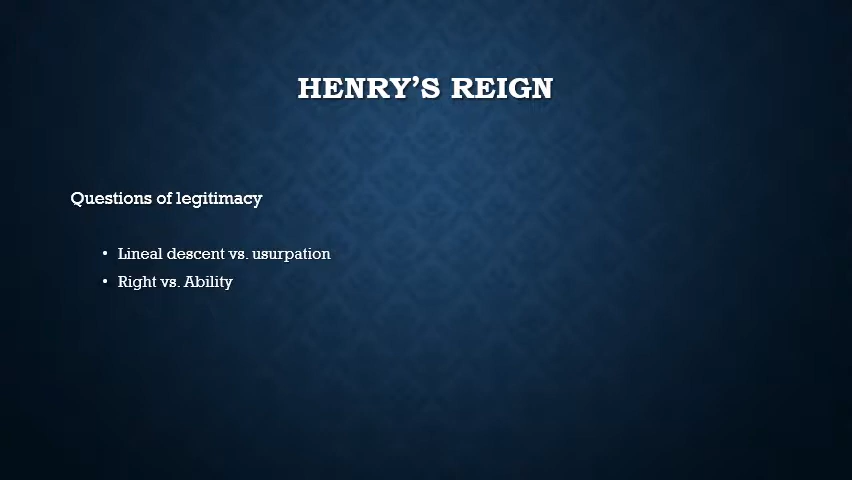 HENRY'S REIGN
Questions of legitimacy
• Lineal descent vs. usurpation
• Right vs. Ability